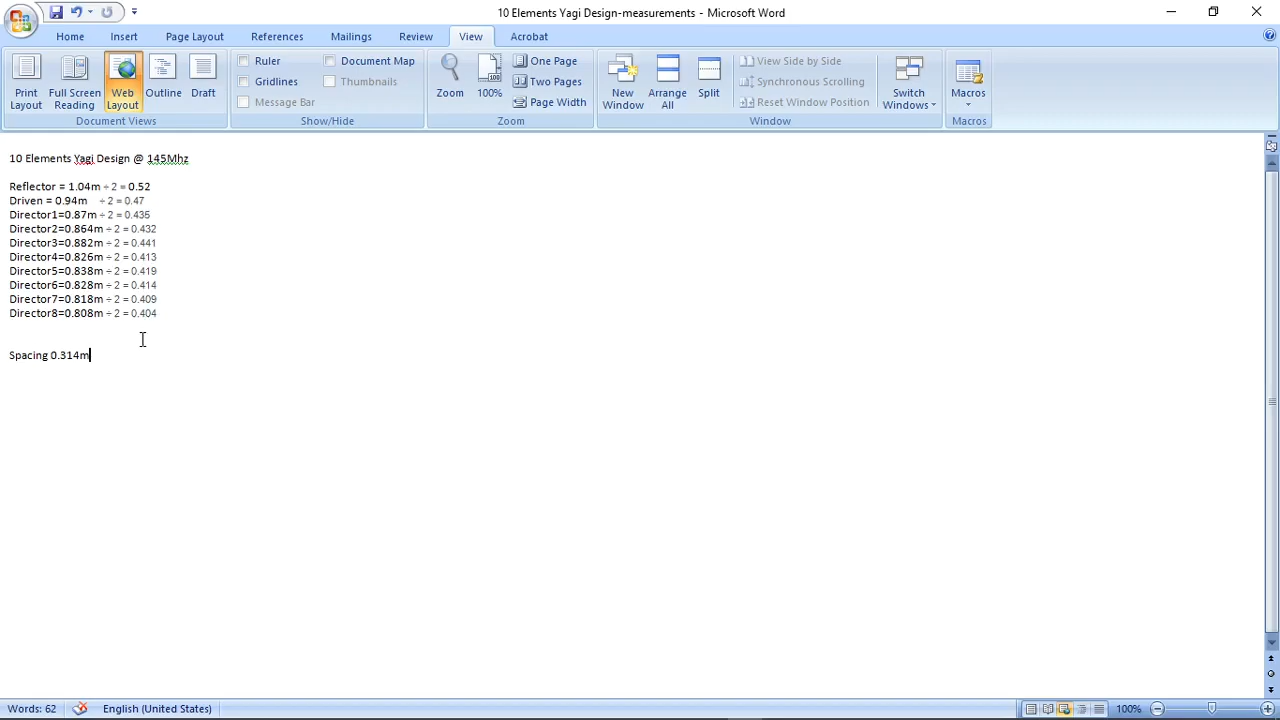 10 Elements Yagi Design-measurements - Microsoft Word
Home Insert Page Layout References Mailings Review View Acrobat
Print Layout
Full Screen Reading
Web Layout
Outline
Draft
Document Views
Ruler
Gridlines
Message Bar
Document Map
Thumbnails
Show/Hide
Zoom
100%
One Page
Two Pages
Page Width
Zoom
New Window
Arrange All
Split
View Side by Side
Synchronous Scrolling
Reset Window Position
Switch Windows
Window
Macros
Macros
10 Elements Yagi Design @ 145Mhz
Reflector = 1.04m ÷ 2 = 0.52
Driven = 0.94m ÷ 2 = 0.47
Director1=0.87m ÷ 2 = 0.435
Director2=0.864m ÷ 2 = 0.432
Director3=0.882m ÷ 2 = 0.441
Director4=0.826m ÷ 2 = 0.413
Director5=0.838m ÷ 2 = 0.419
Director6=0.828m ÷ 2 = 0.414
Director7=0.818m ÷ 2 = 0.409
Director8=0.808m ÷ 2 = 0.404
Spacing 0.314m
Words: 62 English (United States) 100%